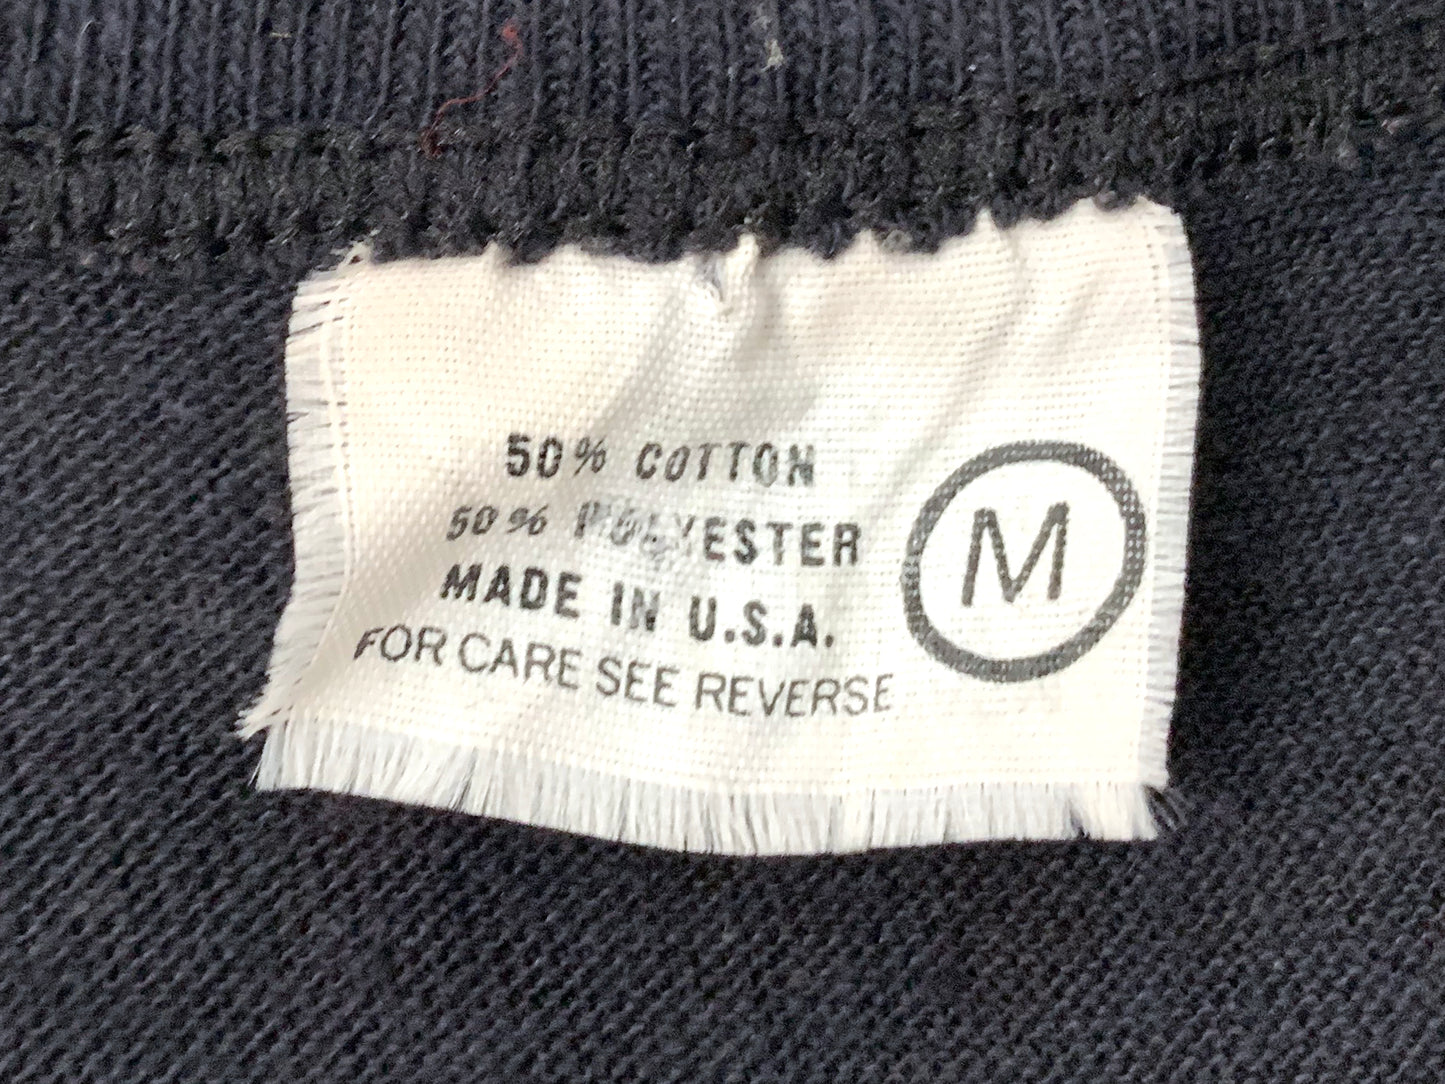 50% COTTON
50% POLYESTER
MADE IN U.S.A.
FOR CARE SEE REVERSE
M